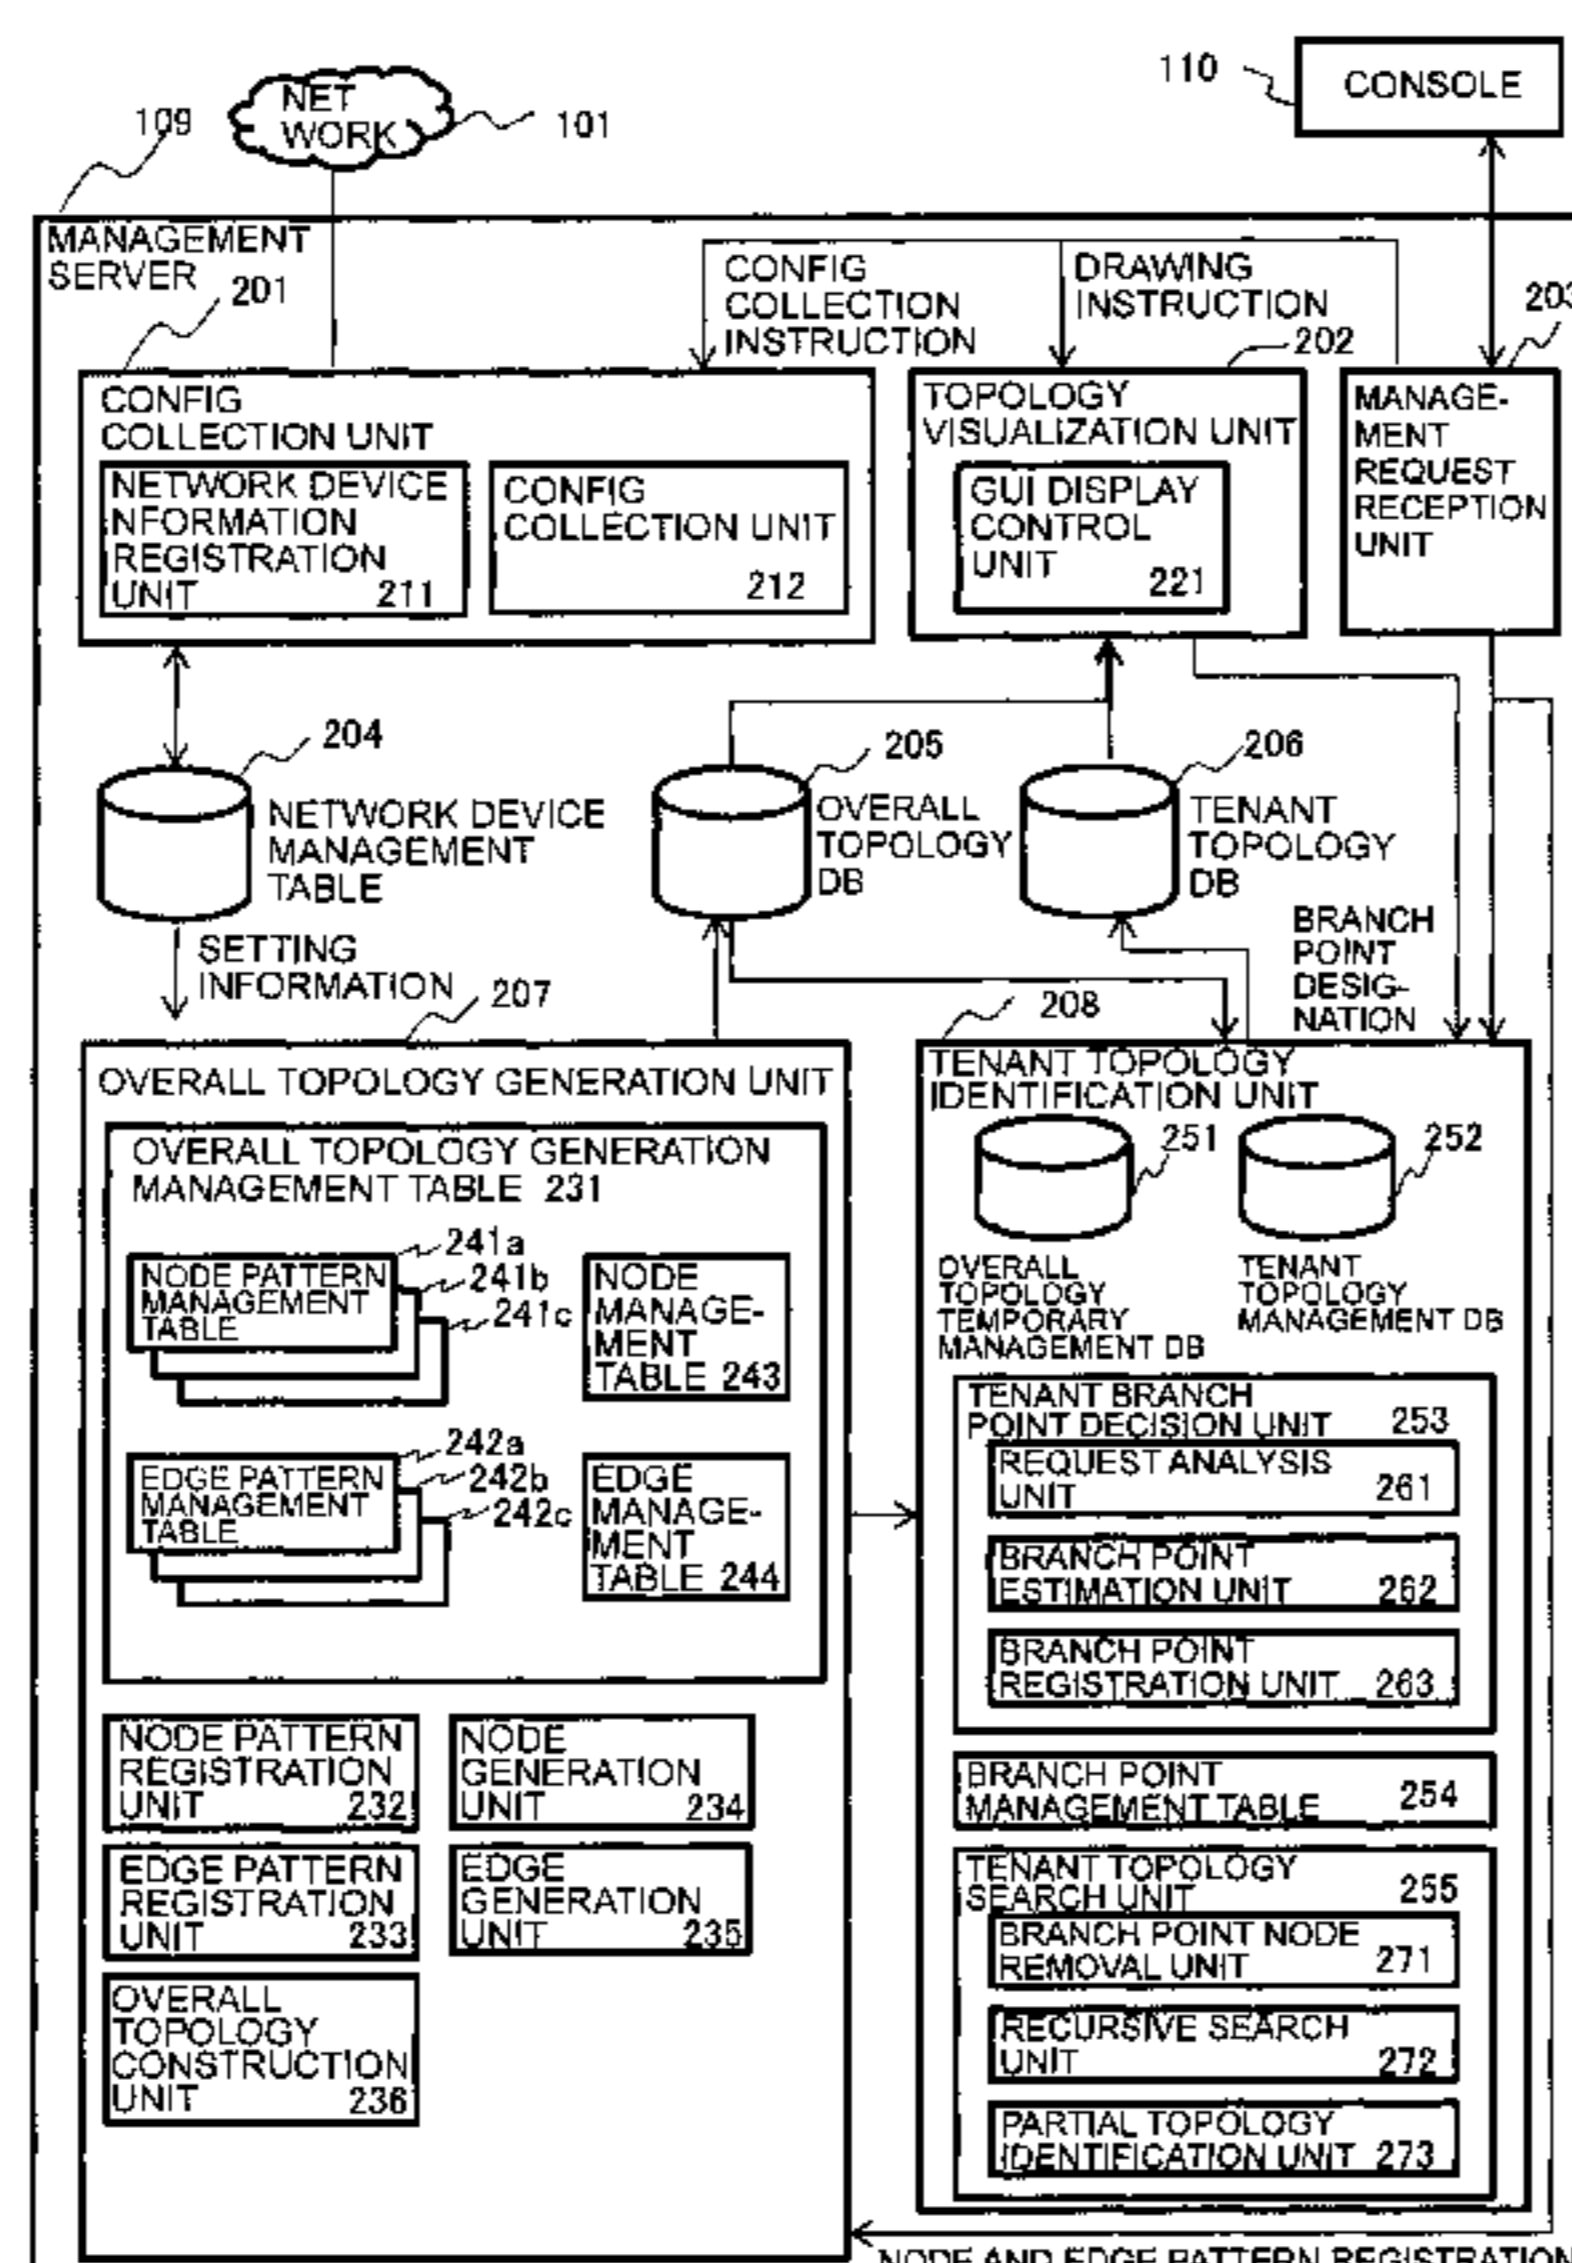 110
CONSOLE
NET
WORK
109
101
MANAGEMENT
SERVER
201
CONFIG
COLLECTION
INSTRUCTION
DRAWING
INSTRUCTION
202
203
CONFIG
COLLECTION UNIT
NETWORK DEVICE
INFORMATION
REGISTRATION
UNIT 211
CONFIG
COLLECTION UNIT
212
TOPOLOGY
VISUALIZATION UNIT
GUI DISPLAY
CONTROL
UNIT
221
MANAGE-
MENT
REQUEST
RECEPTION
UNIT
204
NETWORK DEVICE
MANAGEMENT
TABLE
205
OVERALL
TOPOLOGY
DB
206
TENANT
TOPOLOGY
DB
SETTING
INFORMATION
BRANCH
POINT
DESIG-
NATION
207
208
OVERALL TOPOLOGY GENERATION UNIT
OVERALL TOPOLOGY GENERATION
MANAGEMENT TABLE 231
241a
241b
241c
NODE PATTERN
MANAGEMENT
TABLE
NODE
MANAGE-
MENT
TABLE 243
242a
242b
242c
EDGE PATTERN
MANAGEMENT
TABLE
EDGE
MANAGE-
MENT
TABLE 244
NODE PATTERN
REGISTRATION
UNIT 232
NODE
GENERATION
UNIT 234
EDGE PATTERN
REGISTRATION
UNIT 233
EDGE
GENERATION
UNIT 235
OVERALL
TOPOLOGY
CONSTRUCTION
UNIT 236
TENANT TOPOLOGY
IDENTIFICATION UNIT
251
252
OVERALL
TOPOLOGY
TEMPORARY
MANAGEMENT DB
TENANT
TOPOLOGY
MANAGEMENT DB
TENANT BRANCH
POINT DECISION UNIT 253
REQUEST ANALYSIS
UNIT 261
BRANCH POINT
ESTIMATION UNIT 262
BRANCH POINT
REGISTRATION UNIT 263
BRANCH POINT
MANAGEMENT TABLE 254
TENANT TOPOLOGY
SEARCH UNIT 255
BRANCH POINT NODE
REMOVAL UNIT 271
RECURSIVE SEARCH
UNIT 272
PARTIAL TOPOLOGY
IDENTIFICATION UNIT 273
NODE AND EDGE PATTERN REGISTRATION